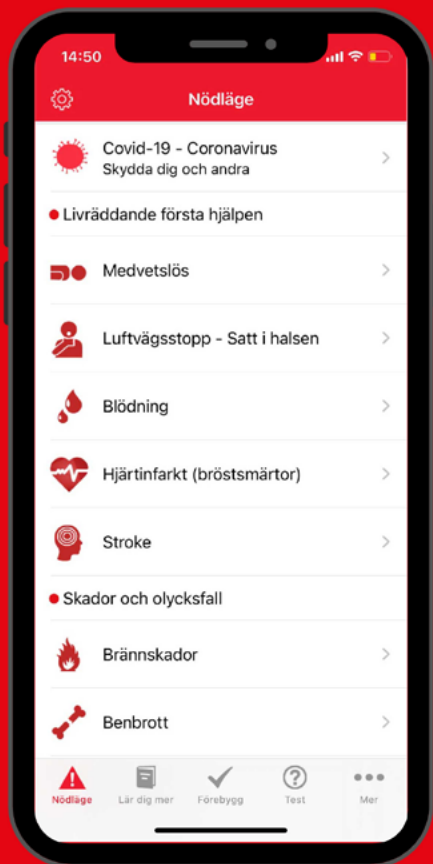 14:50
Nödläge
Covid-19 - Coronavirus
Skydda dig och andra
Livräddande första hjälpen
Medvetslös
Luftvägsstopp - Satt i halsen
Blödning
Hjärtinfarkt (bröstsmärtor)
Stroke
Skador och olycksfall
Brännskador
Benbrott
Nödläge Lär dig mer Förebygg Test Mer